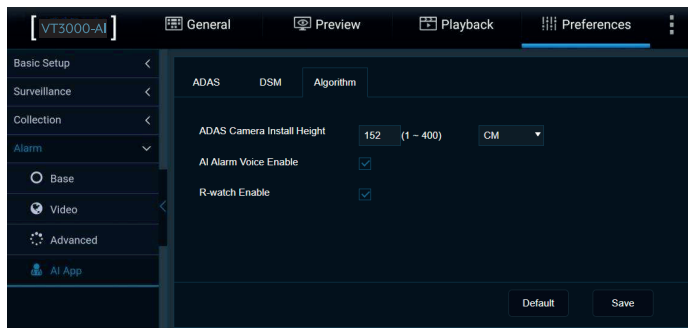 [VT3000-AI] General Preview Playback Preferences
Basic Setup
Surveillance
Collection
Alarm
Base
Video
Advanced
AI App
ADAS DSM Algorithm
ADAS Camera Install Height 152 (1 ~ 400) CM
AI Alarm Voice Enable
R-watch Enable
Default Save